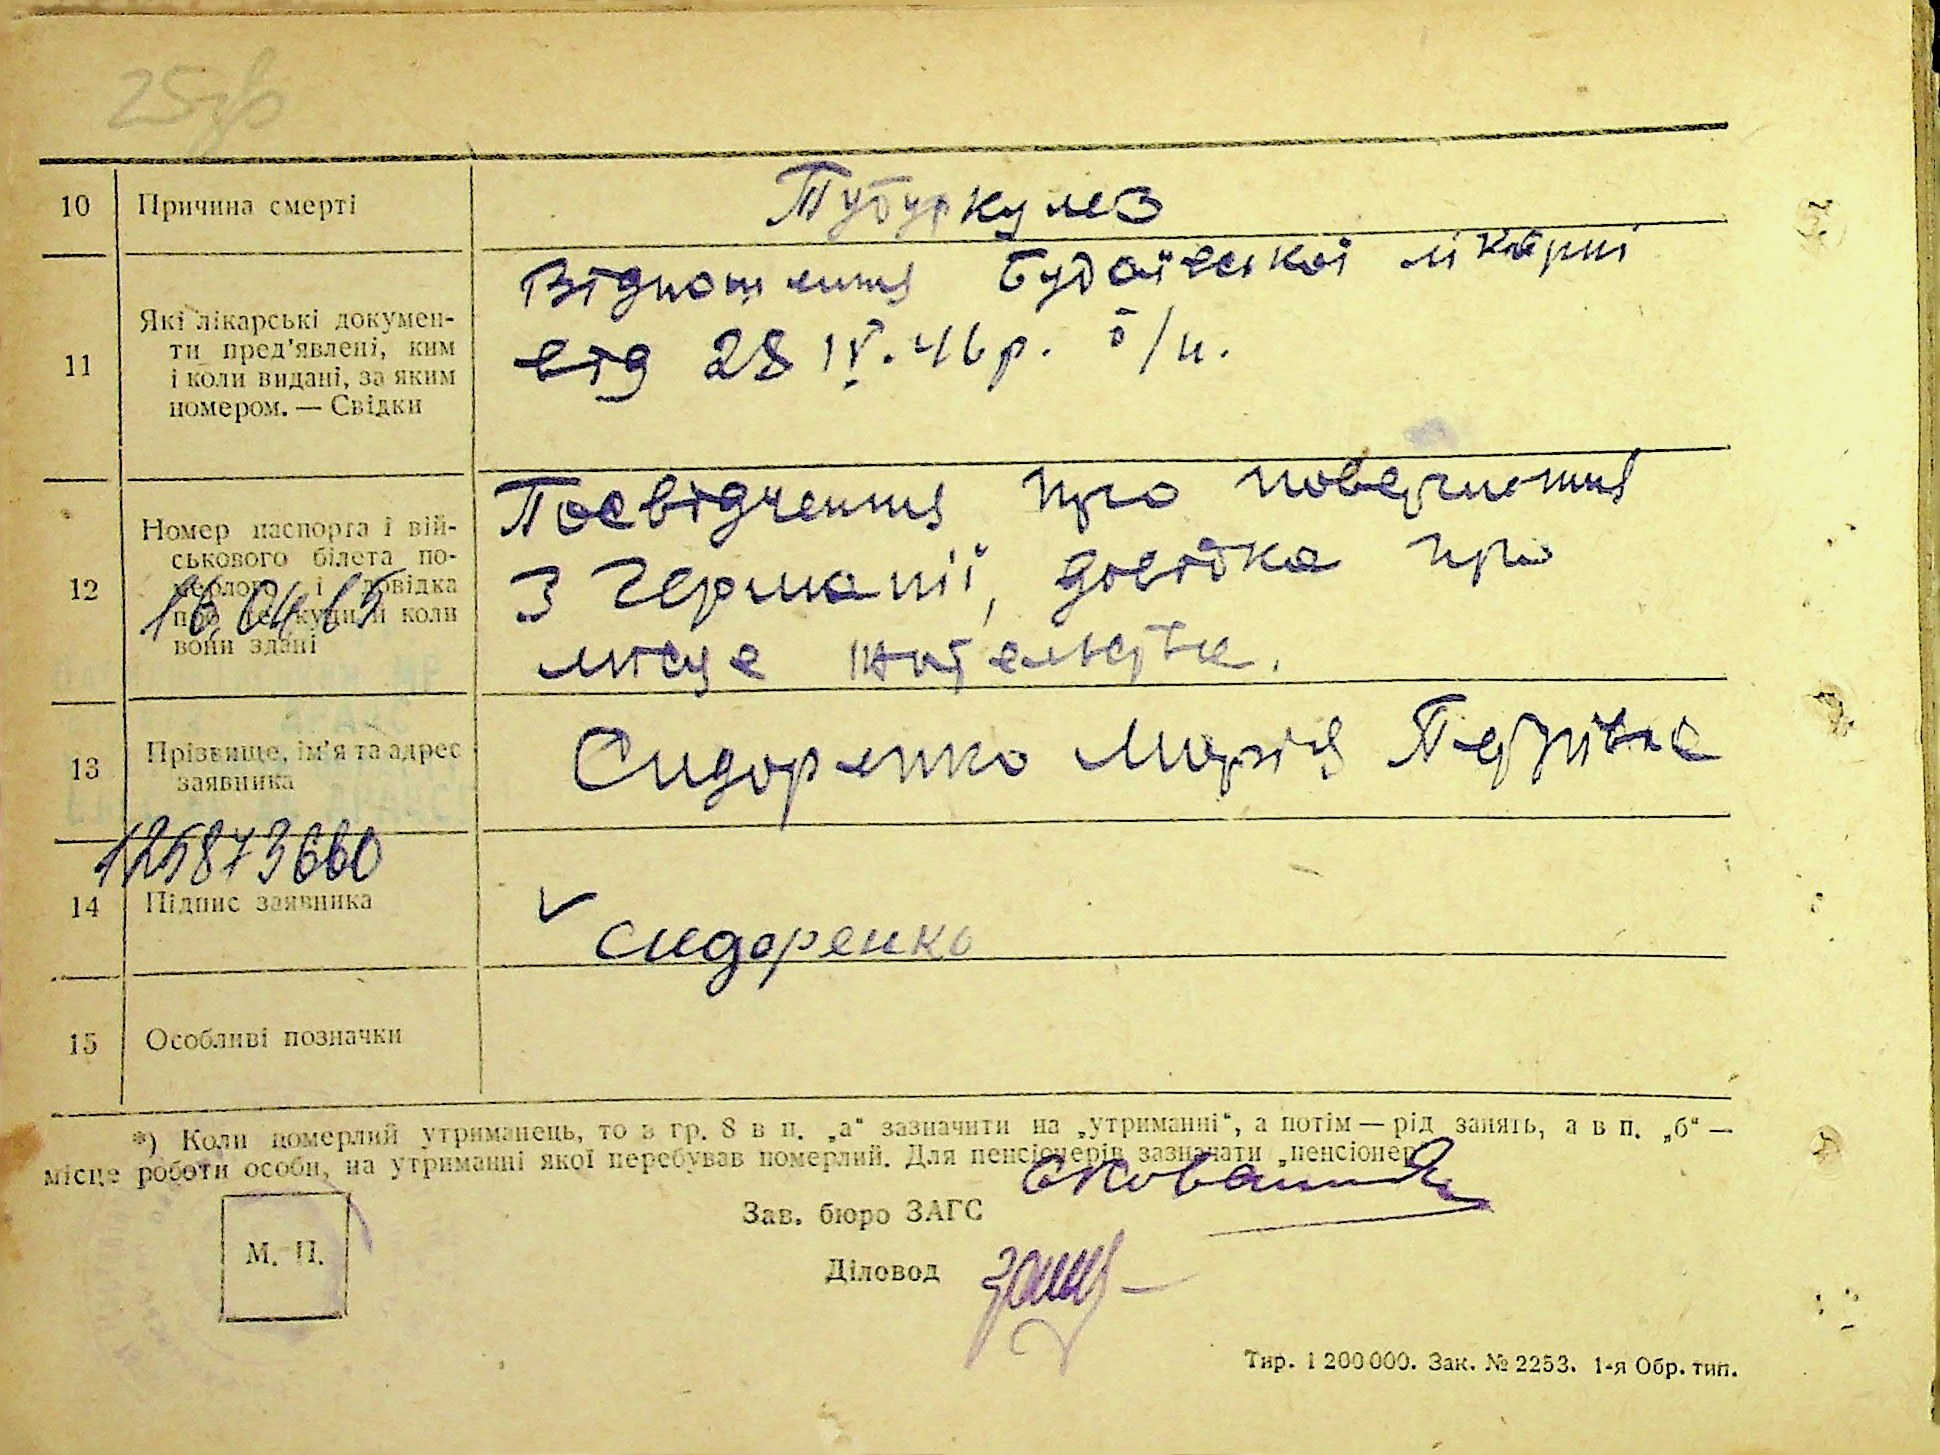 10 Причина смерті Тубуркулез
11 Які лікарські докумен-
ти пред'явлені, ким
і коли видані, за яким
номером. — Свідки
Відношення Будаївської лікарні
від 28 IV. 46 р. б/н.
12 Номер паспорта і вій-
ськового білета по-
мерлого і довідка
про те, куди й коли
вони здані
Посвідчення про повернення
з Германії, довідка про
місце жительства.
13 Прізвище, ім'я та адрес
заявника
Сидоренко Марія Петрівна
125873660
14 Підпис заявника
Сидоренко
15 Особливі позначки
*) Коли померлий утриманець, то в гр. 8 в п. „а“ зазначити на „утриманні“, а потім — рід занять, а в п. „б“ —
місце роботи особи, на утриманні якої перебував померлий. Для пенсіонерів зазначати „пенсіонер
Зав. бюро ЗАГС
М. П.
Діловод
Тир. 1 200 000. Зак. № 2253. 1-я Обр. тип.